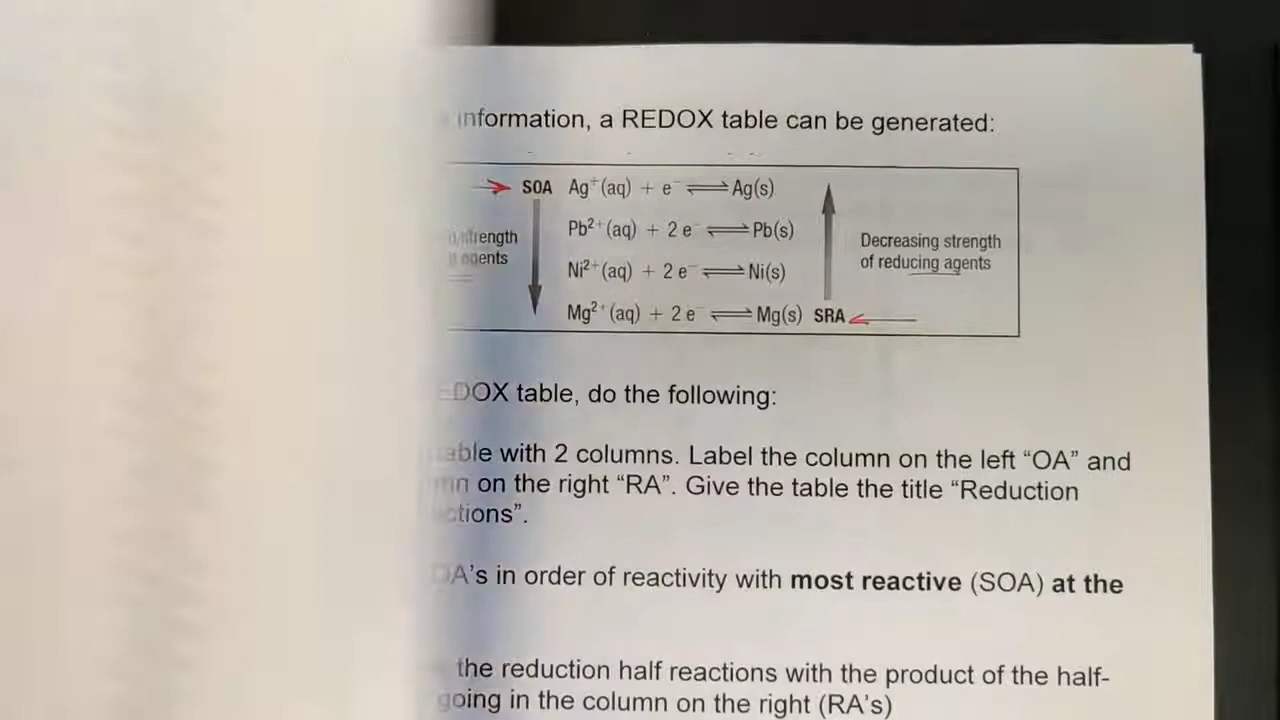 information, a REDOX table can be generated:
SOA Ag⁺(aq) + e⁻ ⇌ Ag(s)
Pb²⁺(aq) + 2 e⁻ ⇌ Pb(s)
strength
agents
Ni²⁺(aq) + 2 e⁻ ⇌ Ni(s)
Mg²⁺(aq) + 2 e⁻ ⇌ Mg(s) SRA
Decreasing strength
of reducing agents
table, do the following:
with 2 columns. Label the column on the left “OA” and
on the right “RA”. Give the table the title “Reduction
in order of reactivity with most reactive (SOA) at the
the reduction half reactions with the product of the half-
going in the column on the right (RA’s)